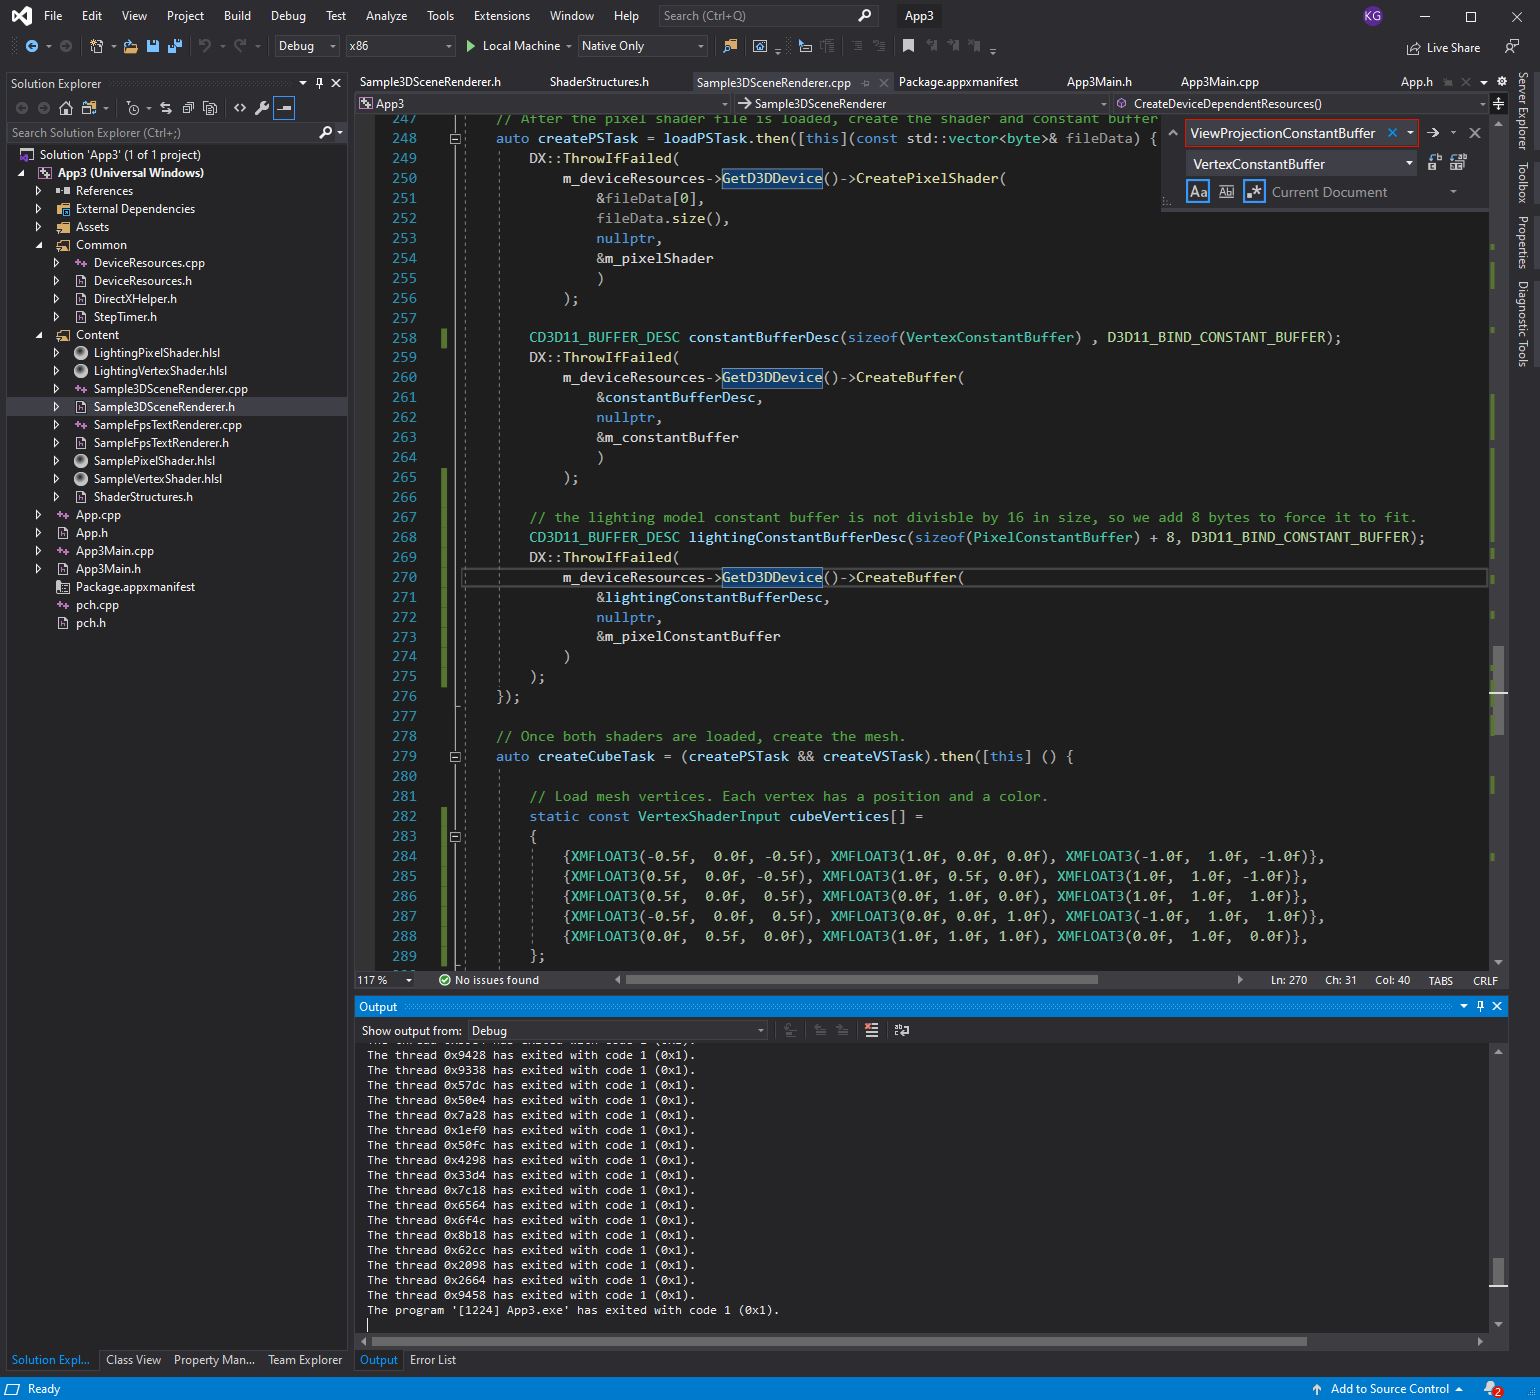 File Edit View Project Build Debug Test Analyze Tools Extensions Window Help Search (Ctrl+Q) App3 KG
Debug x86 Local Machine Native Only Live Share
Solution Explorer
Search Solution Explorer (Ctrl+;)
Solution 'App3' (1 of 1 project)
App3 (Universal Windows)
References
External Dependencies
Assets
Common
DeviceResources.cpp
DeviceResources.h
DirectXHelper.h
StepTimer.h
Content
LightingPixelShader.hlsl
LightingVertexShader.hlsl
Sample3DSceneRenderer.cpp
Sample3DSceneRenderer.h
SampleFpsTextRenderer.cpp
SampleFpsTextRenderer.h
SamplePixelShader.hlsl
SampleVertexShader.hlsl
ShaderStructures.h
App.cpp
App.h
App3Main.cpp
App3Main.h
Package.appxmanifest
pch.cpp
pch.h
Solution Expl... Class View Property Man... Team Explorer
Sample3DSceneRenderer.h ShaderStructures.h Sample3DSceneRenderer.cpp Package.appxmanifest App3Main.h App3Main.cpp App.h
App3 Sample3DSceneRenderer CreateDeviceDependentResources()
ViewProjectionConstantBuffer
VertexConstantBuffer
Aa Ab Current Document
247 // After the pixel shader file is loaded, create the shader and constant buffer
248 auto createPSTask = loadPSTask.then([this](const std::vector<byte>& fileData) {
249 DX::ThrowIfFailed(
250 m_deviceResources->GetD3DDevice()->CreatePixelShader(
251 &fileData[0],
252 fileData.size(),
253 nullptr,
254 &m_pixelShader
255 )
256 );
257
258 CD3D11_BUFFER_DESC constantBufferDesc(sizeof(VertexConstantBuffer) , D3D11_BIND_CONSTANT_BUFFER);
259 DX::ThrowIfFailed(
260 m_deviceResources->GetD3DDevice()->CreateBuffer(
261 &constantBufferDesc,
262 nullptr,
263 &m_constantBuffer
264 )
265 );
266
267 // the lighting model constant buffer is not divisble by 16 in size, so we add 8 bytes to force it to fit.
268 CD3D11_BUFFER_DESC lightingConstantBufferDesc(sizeof(PixelConstantBuffer) + 8, D3D11_BIND_CONSTANT_BUFFER);
269 DX::ThrowIfFailed(
270 m_deviceResources->GetD3DDevice()->CreateBuffer(
271 &lightingConstantBufferDesc,
272 nullptr,
273 &m_pixelConstantBuffer
274 )
275 );
276 });
277
278 // Once both shaders are loaded, create the mesh.
279 auto createCubeTask = (createPSTask && createVSTask).then([this] () {
280
281 // Load mesh vertices. Each vertex has a position and a color.
282 static const VertexShaderInput cubeVertices[] =
283 {
284 {XMFLOAT3(-0.5f, 0.0f, -0.5f), XMFLOAT3(1.0f, 0.0f, 0.0f), XMFLOAT3(-1.0f, 1.0f, -1.0f)},
285 {XMFLOAT3(0.5f, 0.0f, -0.5f), XMFLOAT3(1.0f, 0.5f, 0.0f), XMFLOAT3(1.0f, 1.0f, -1.0f)},
286 {XMFLOAT3(0.5f, 0.0f, 0.5f), XMFLOAT3(0.0f, 1.0f, 0.0f), XMFLOAT3(1.0f, 1.0f, 1.0f)},
287 {XMFLOAT3(-0.5f, 0.0f, 0.5f), XMFLOAT3(0.0f, 0.0f, 1.0f), XMFLOAT3(-1.0f, 1.0f, 1.0f)},
288 {XMFLOAT3(0.0f, 0.5f, 0.0f), XMFLOAT3(1.0f, 1.0f, 1.0f), XMFLOAT3(0.0f, 1.0f, 0.0f)},
289 };
117 % No issues found Ln: 270 Ch: 31 Col: 40 TABS CRLF
Output
Show output from: Debug
The thread 0x9428 has exited with code 1 (0x1).
The thread 0x9338 has exited with code 1 (0x1).
The thread 0x57dc has exited with code 1 (0x1).
The thread 0x50e4 has exited with code 1 (0x1).
The thread 0x7a28 has exited with code 1 (0x1).
The thread 0x1ef0 has exited with code 1 (0x1).
The thread 0x50fc has exited with code 1 (0x1).
The thread 0x4298 has exited with code 1 (0x1).
The thread 0x33d4 has exited with code 1 (0x1).
The thread 0x7c18 has exited with code 1 (0x1).
The thread 0x6564 has exited with code 1 (0x1).
The thread 0x6f4c has exited with code 1 (0x1).
The thread 0x8b18 has exited with code 1 (0x1).
The thread 0x62cc has exited with code 1 (0x1).
The thread 0x2098 has exited with code 1 (0x1).
The thread 0x2664 has exited with code 1 (0x1).
The thread 0x9458 has exited with code 1 (0x1).
The program '[1224] App3.exe' has exited with code 1 (0x1).
Output Error List
Server Explorer
Toolbox
Properties
Diagnostic Tools
Ready Add to Source Control 2